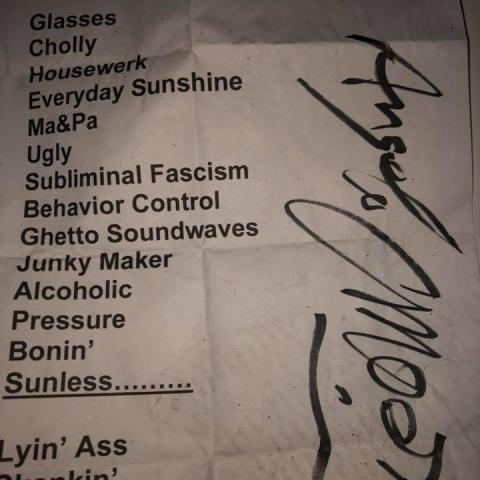 Glasses
Cholly
Housewerk
Everyday Sunshine
Ma&Pa
Ugly
Subliminal Fascism
Behavior Control
Ghetto Soundwaves
Junky Maker
Alcoholic
Pressure
Bonin'
Sunless.........
Lyin' Ass